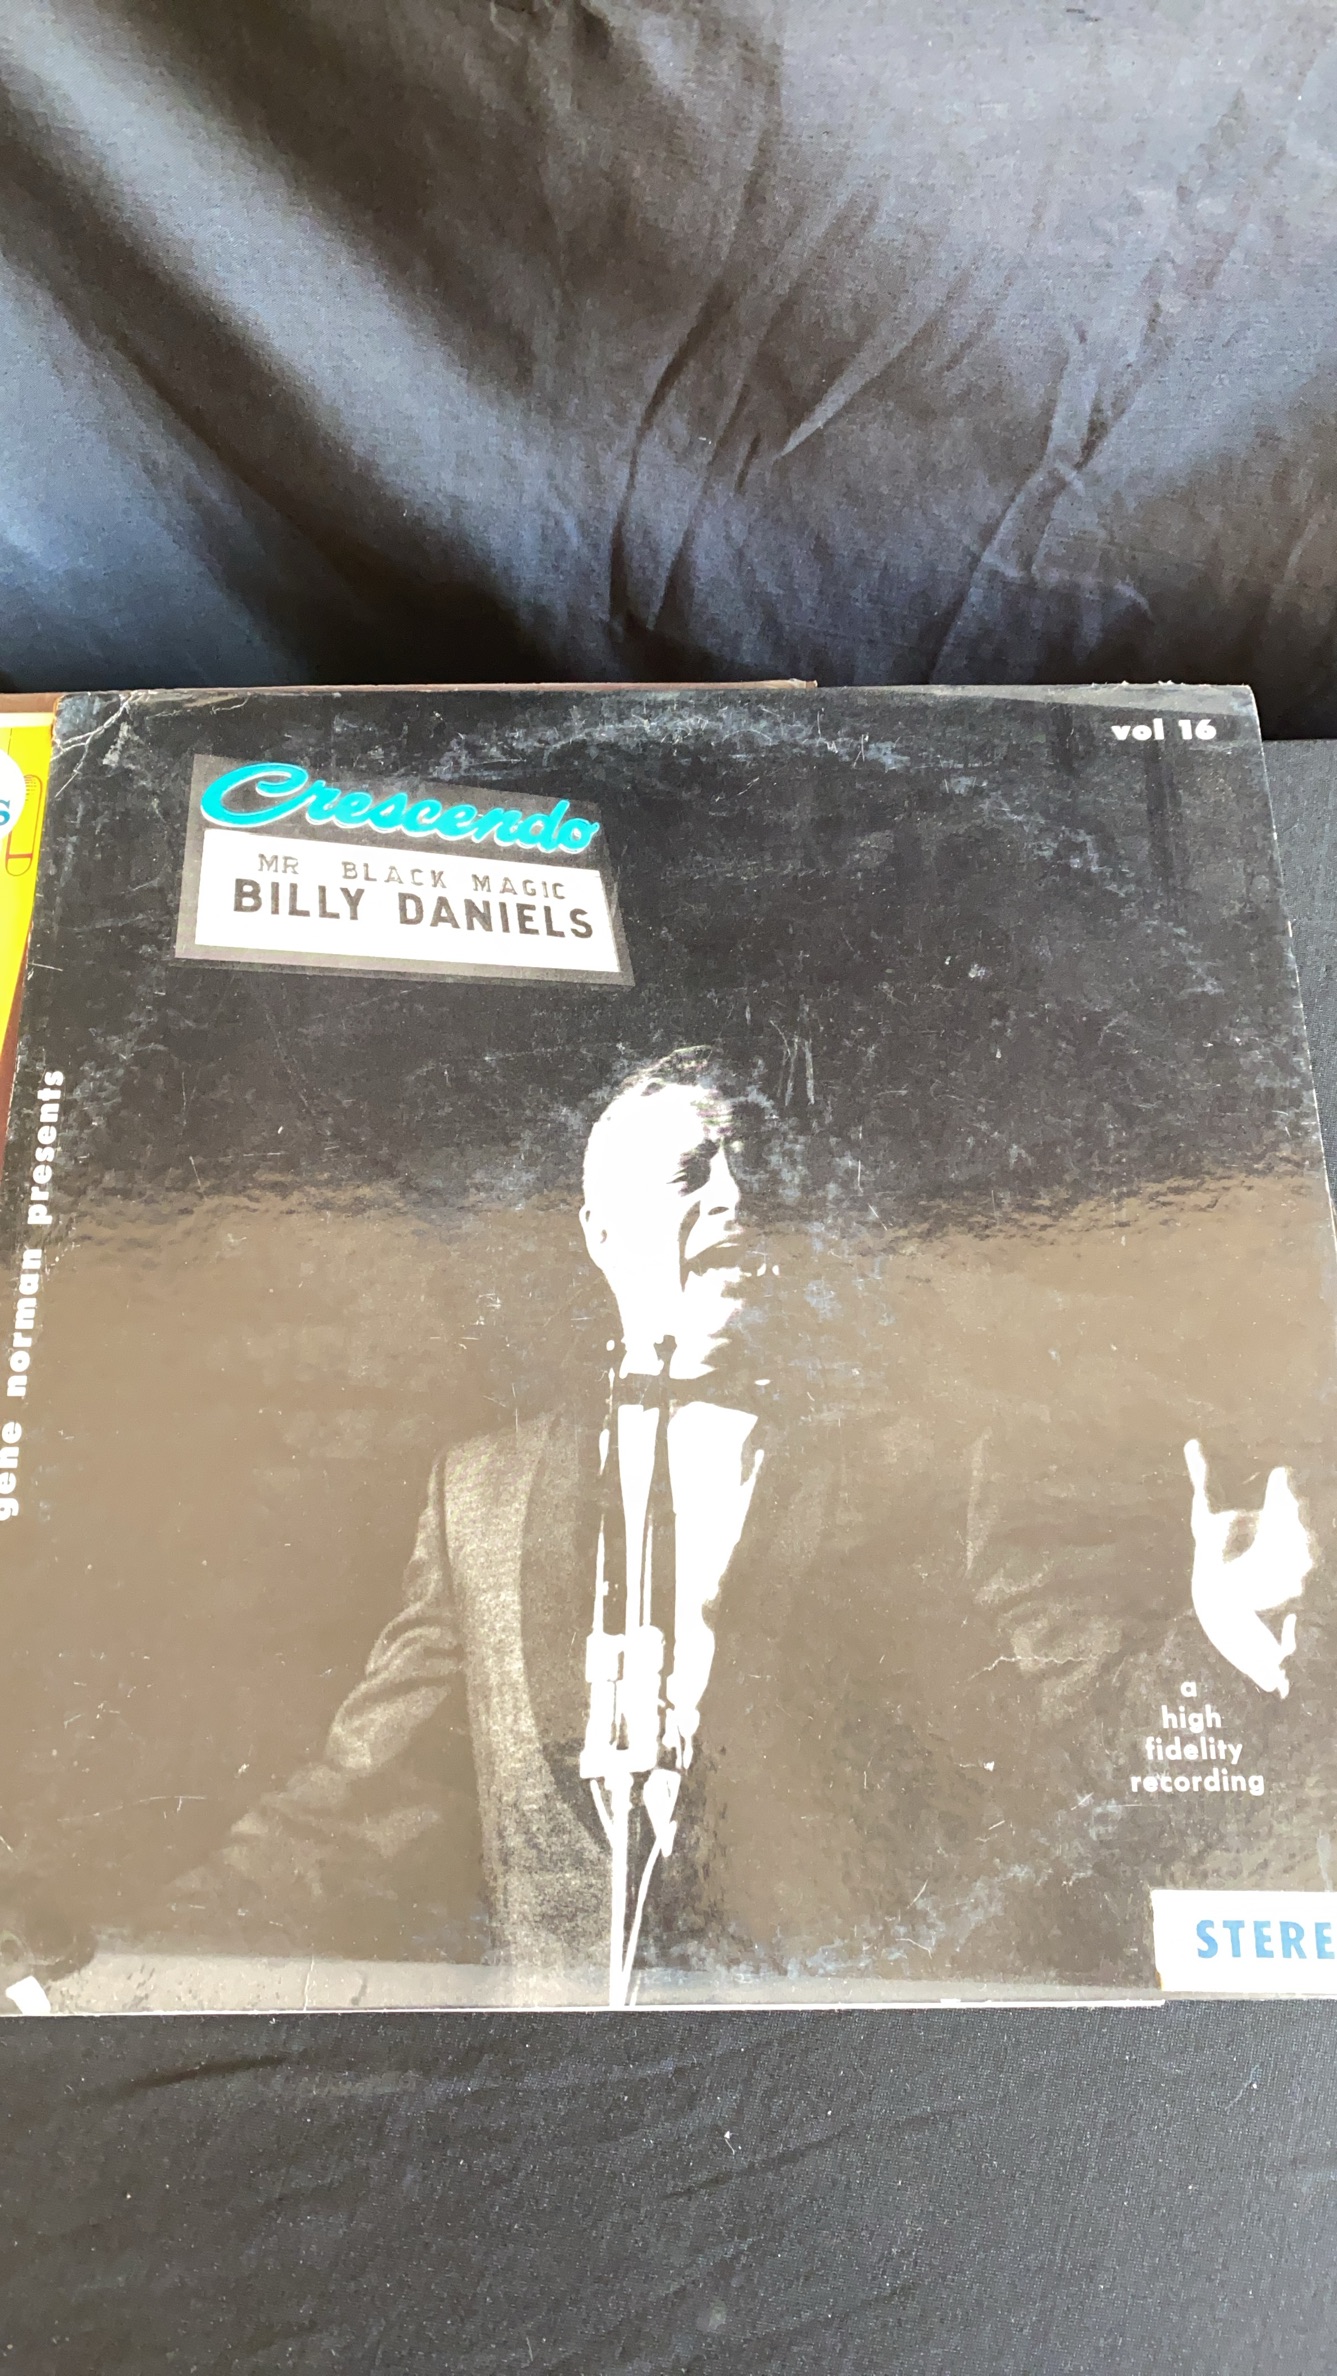 vol 16
Crescendo
MR BLACK MAGIC
BILLY DANIELS
gene norman presents
a
high
fidelity
recording
STERE
S